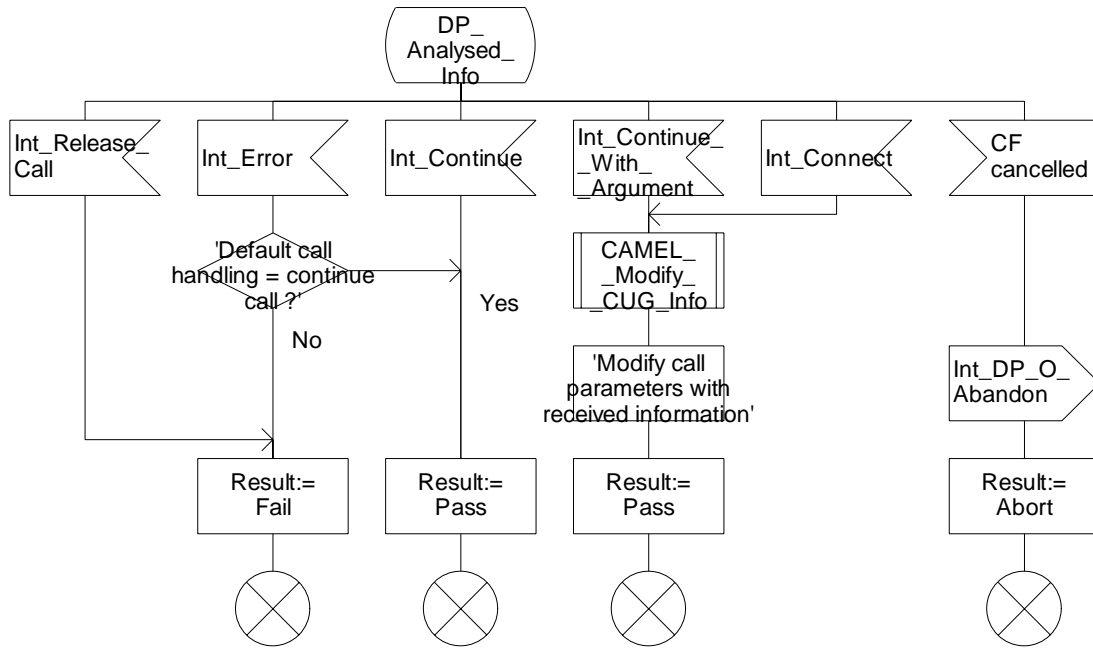 DP_
Analysed_
Info
Int_Release_
Call
Int_Error
Int_Continue
Int_Continue_
_With_
_Argument
Int_Connect
CF
cancelled
'Default call
handling = continue
call ?'
Yes
No
CAMEL_
_Modify_
_CUG_Info
'Modify call
parameters with
received information'
Int_DP_O_
Abandon
Result:=
Fail
Result:=
Pass
Result:=
Pass
Result:=
Abort